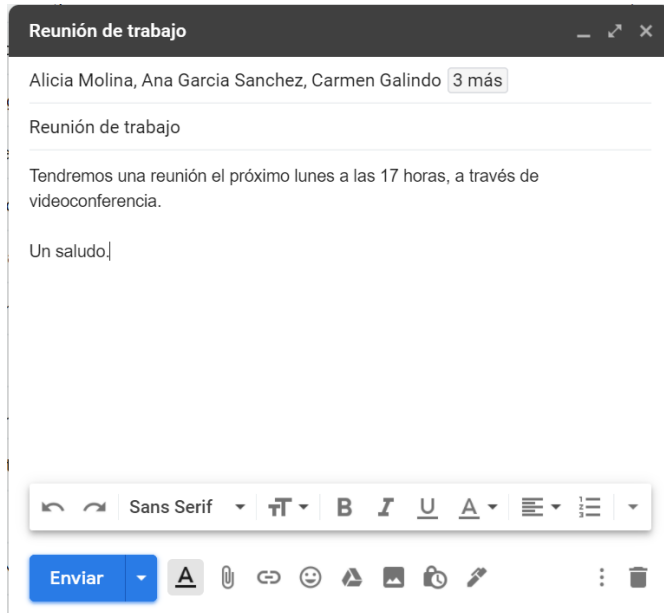 Reunión de trabajo
Alicia Molina, Ana Garcia Sanchez, Carmen Galindo 3 más
Reunión de trabajo
Tendremos una reunión el próximo lunes a las 17 horas, a través de
videoconferencia.
Un saludo.
Sans Serif
Enviar